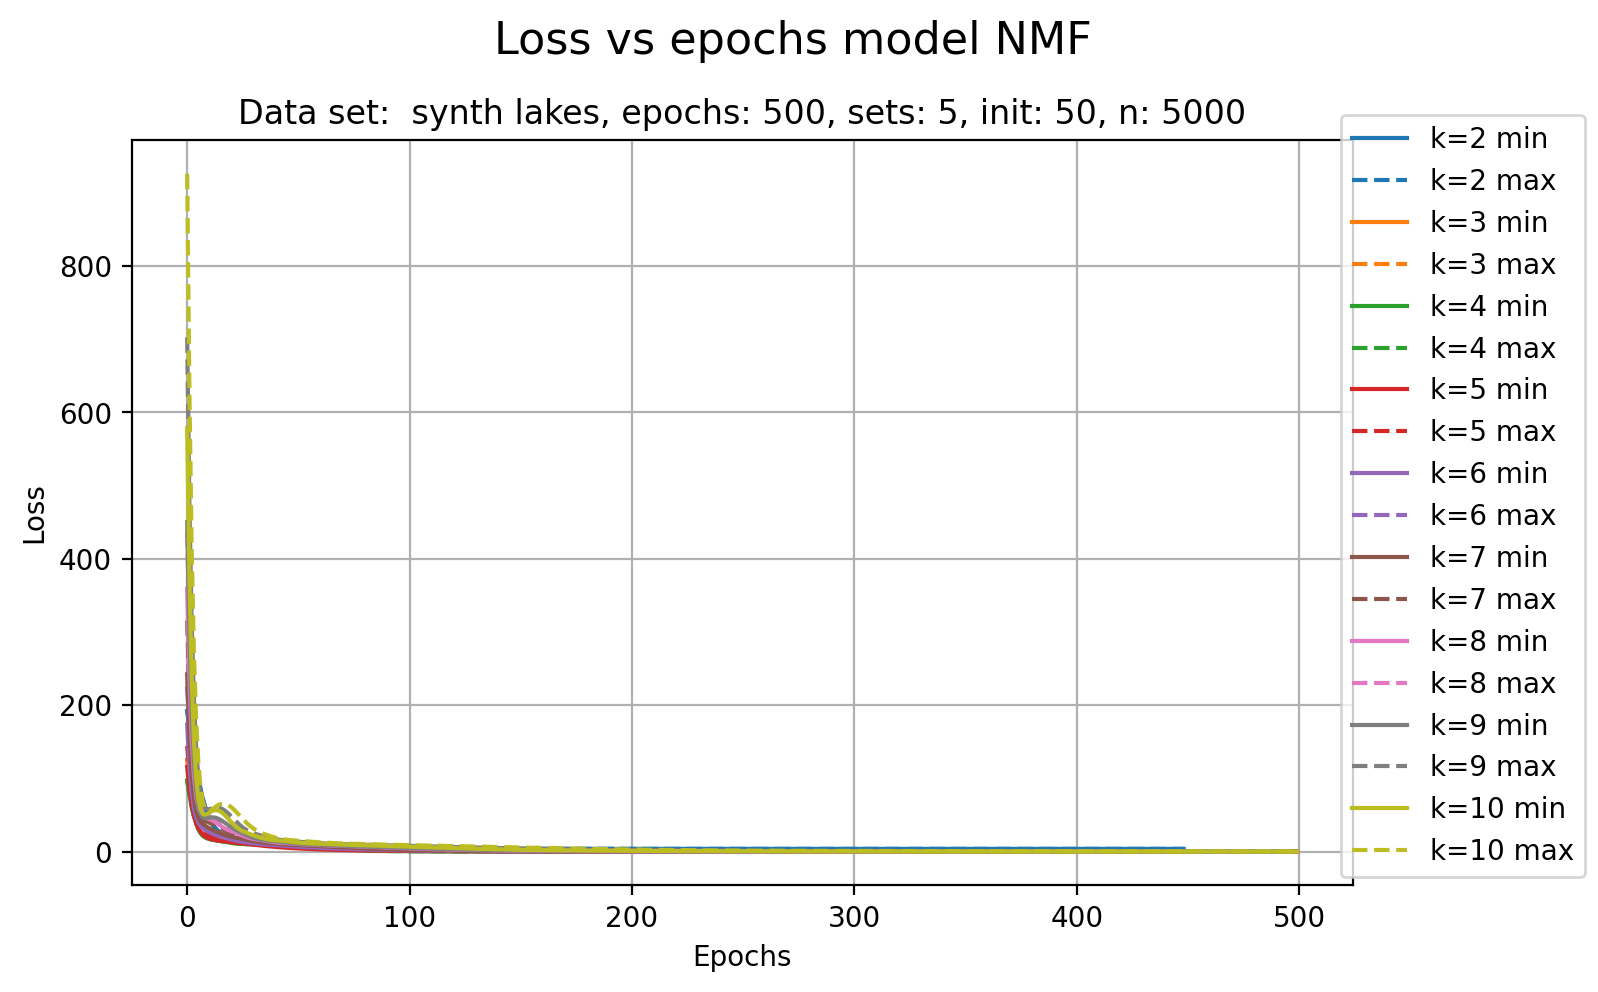 Loss vs epochs model NMF
Data set:  synth lakes, epochs: 500, sets: 5, init: 50, n: 5000
Loss
800
600
400
200
0
0 100 200 300 400 500
Epochs
k=2 min
k=2 max
k=3 min
k=3 max
k=4 min
k=4 max
k=5 min
k=5 max
k=6 min
k=6 max
k=7 min
k=7 max
k=8 min
k=8 max
k=9 min
k=9 max
k=10 min
k=10 max